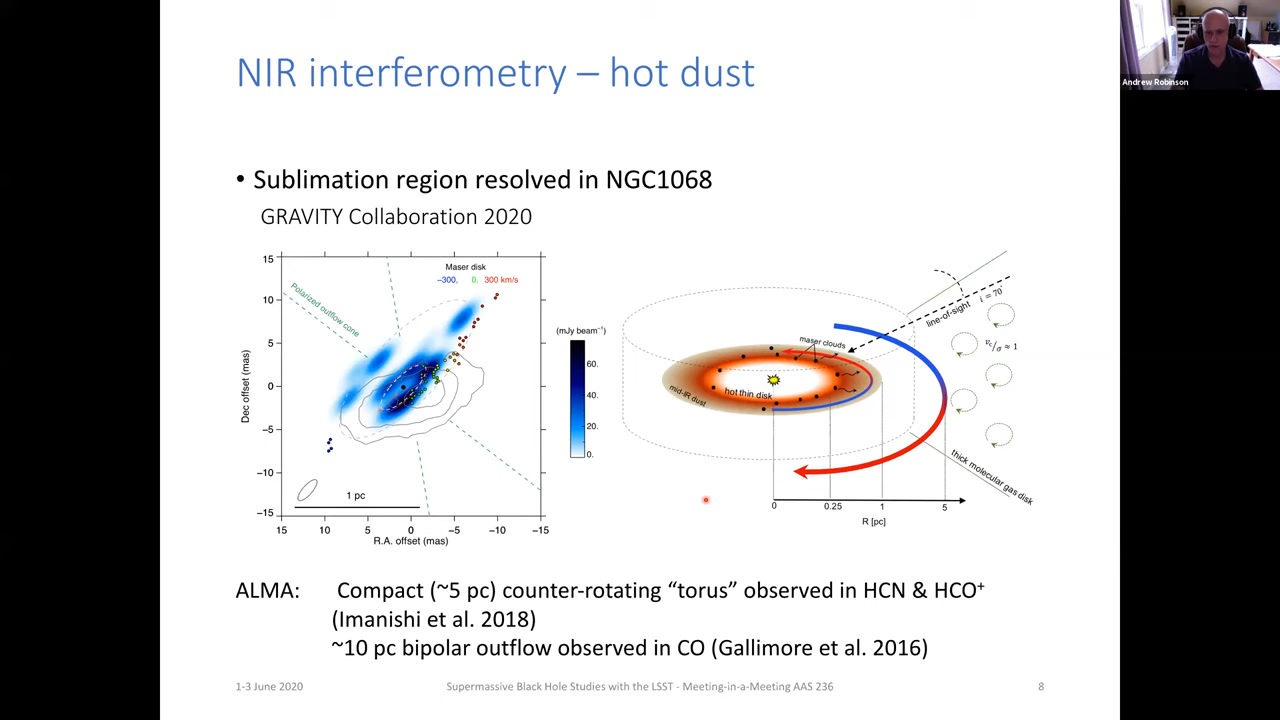 NIR interferometry – hot dust
Andrew Robinson
• Sublimation region resolved in NGC1068
GRAVITY Collaboration 2020
Maser disk
−300, 0, 300 km/s
Polarized outflow cone
15
10
5
0
−5
−10
−15
Dec offset (mas)
1 pc
15 10 5 0 −5 −10 −15
R.A. offset (mas)
(mJy beam⁻¹)
60.
40.
20.
0.
maser clouds
line-of-sight
i = 70°
v_c/σ ≈ 1
hot thin disk
mid-IR dust
thick molecular gas disk
0 0.25 1 5
R [pc]
ALMA: Compact (~5 pc) counter-rotating “torus” observed in HCN & HCO⁺
(Imanishi et al. 2018)
~10 pc bipolar outflow observed in CO (Gallimore et al. 2016)
1-3 June 2020 Supermassive Black Hole Studies with the LSST - Meeting-in-a-Meeting AAS 236 8